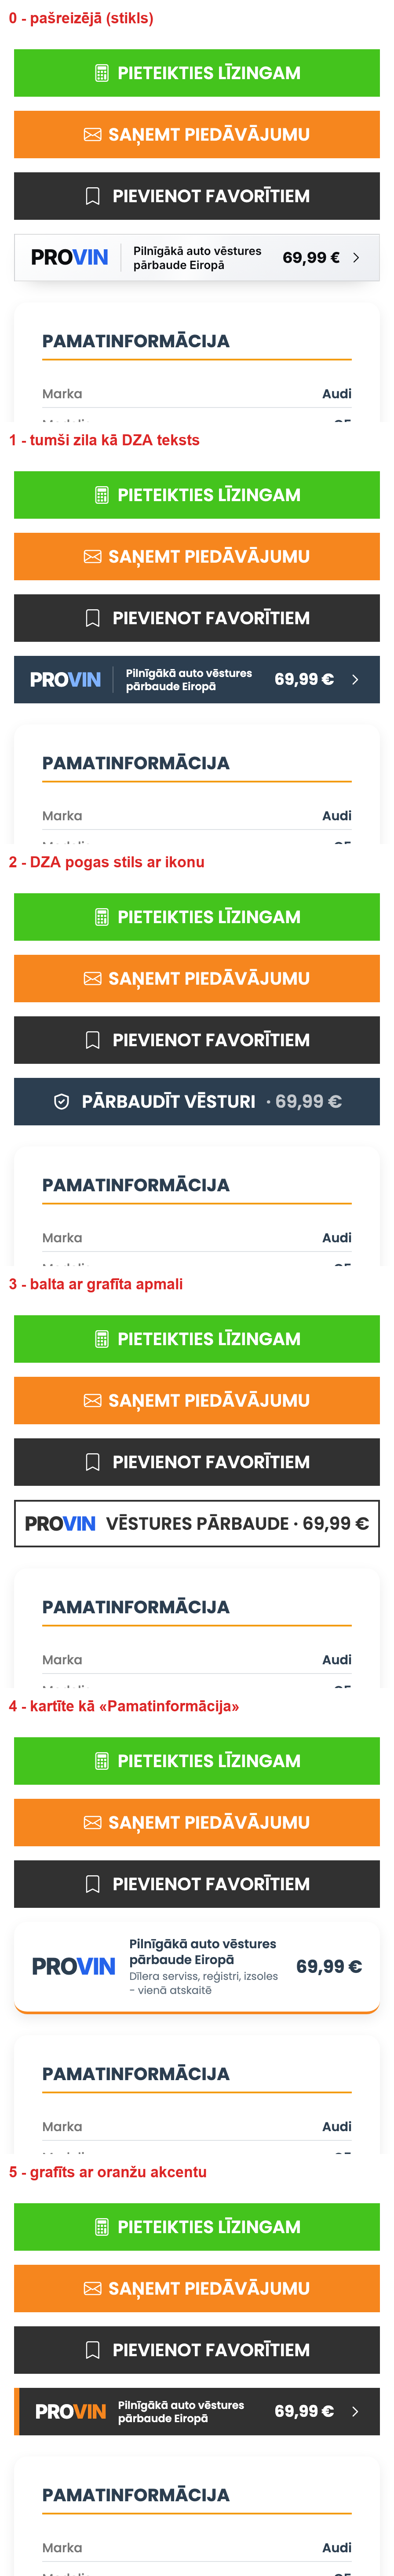 0 - pašreizējā (stikls)
PIETEIKTIES LĪZINGAM
SAŅEMT PIEDĀVĀJUMU
PIEVIENOT FAVORĪTIEM
PROVIN
Pilnīgākā auto vēstures
pārbaude Eiropā
69,99 €
PAMATINFORMĀCIJA
Marka Audi
1 - tumši zila kā DZA teksts
PIETEIKTIES LĪZINGAM
SAŅEMT PIEDĀVĀJUMU
PIEVIENOT FAVORĪTIEM
PROVIN
Pilnīgākā auto vēstures
pārbaude Eiropā
69,99 €
PAMATINFORMĀCIJA
Marka Audi
2 - DZA pogas stils ar ikonu
PIETEIKTIES LĪZINGAM
SAŅEMT PIEDĀVĀJUMU
PIEVIENOT FAVORĪTIEM
PĀRBAUDĪT VĒSTURI · 69,99 €
PAMATINFORMĀCIJA
Marka Audi
3 - balta ar grafīta apmali
PIETEIKTIES LĪZINGAM
SAŅEMT PIEDĀVĀJUMU
PIEVIENOT FAVORĪTIEM
PROVIN VĒSTURES PĀRBAUDE · 69,99 €
PAMATINFORMĀCIJA
Marka Audi
4 - kartīte kā «Pamatinformācija»
PIETEIKTIES LĪZINGAM
SAŅEMT PIEDĀVĀJUMU
PIEVIENOT FAVORĪTIEM
PROVIN
Pilnīgākā auto vēstures
pārbaude Eiropā
Dīlera serviss, reģistri, izsoles
- vienā atskaitē
69,99 €
PAMATINFORMĀCIJA
Marka Audi
5 - grafīts ar oranžu akcentu
PIETEIKTIES LĪZINGAM
SAŅEMT PIEDĀVĀJUMU
PIEVIENOT FAVORĪTIEM
PROVIN
Pilnīgākā auto vēstures
pārbaude Eiropā
69,99 €
PAMATINFORMĀCIJA
Marka Audi